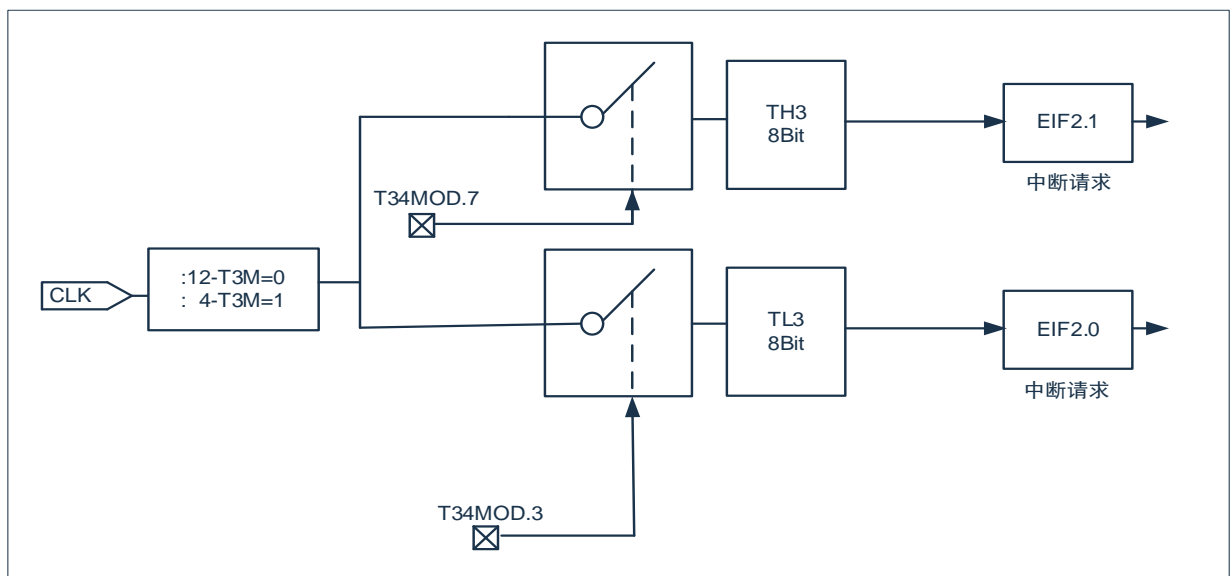 TH3
8Bit
EIF2.1
中断请求
T34MOD.7
CLK
:12-T3M=0
: 4-T3M=1
TL3
8Bit
EIF2.0
中断请求
T34MOD.3